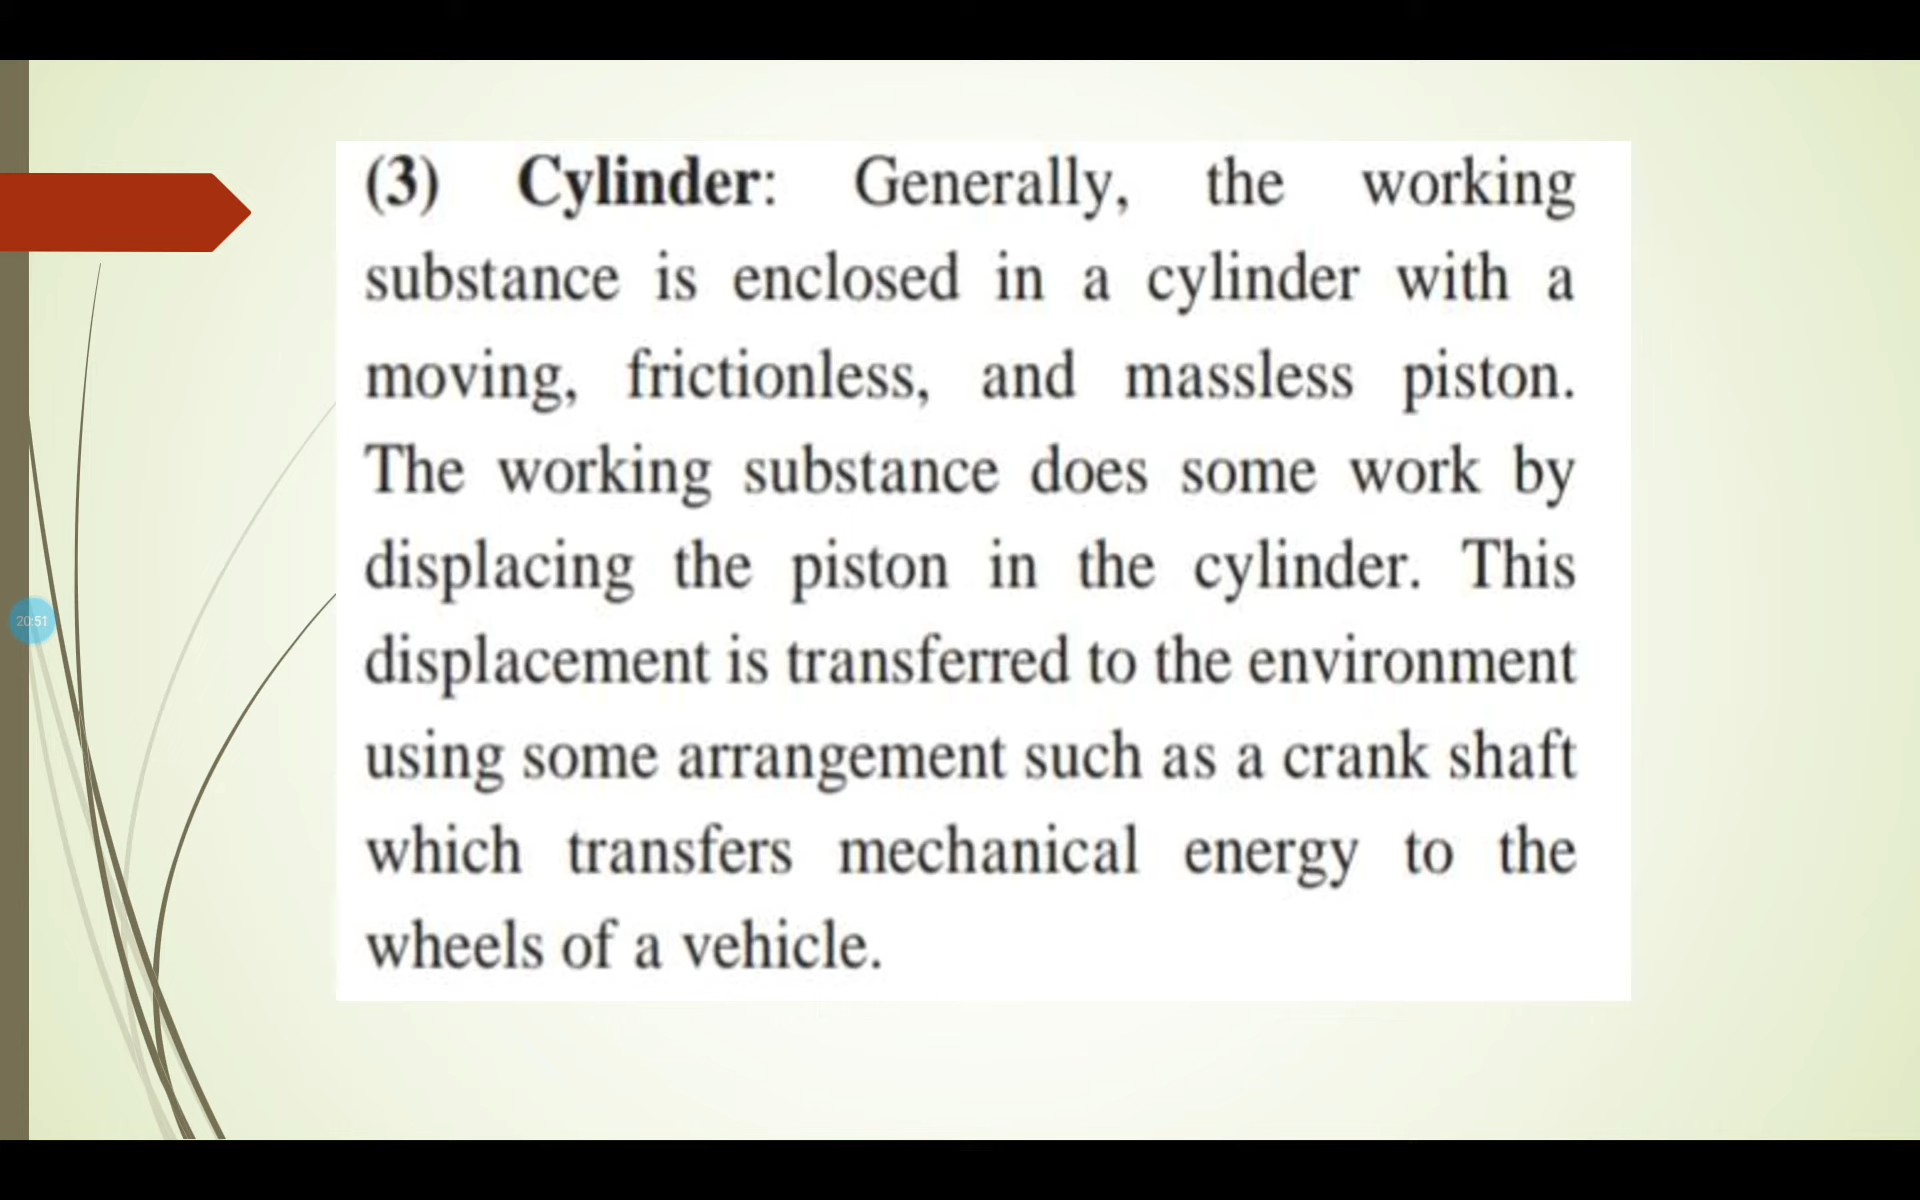 (3) Cylinder: Generally, the working
substance is enclosed in a cylinder with a
moving, frictionless, and massless piston.
The working substance does some work by
displacing the piston in the cylinder. This
displacement is transferred to the environment
using some arrangement such as a crank shaft
which transfers mechanical energy to the
wheels of a vehicle.
20:51